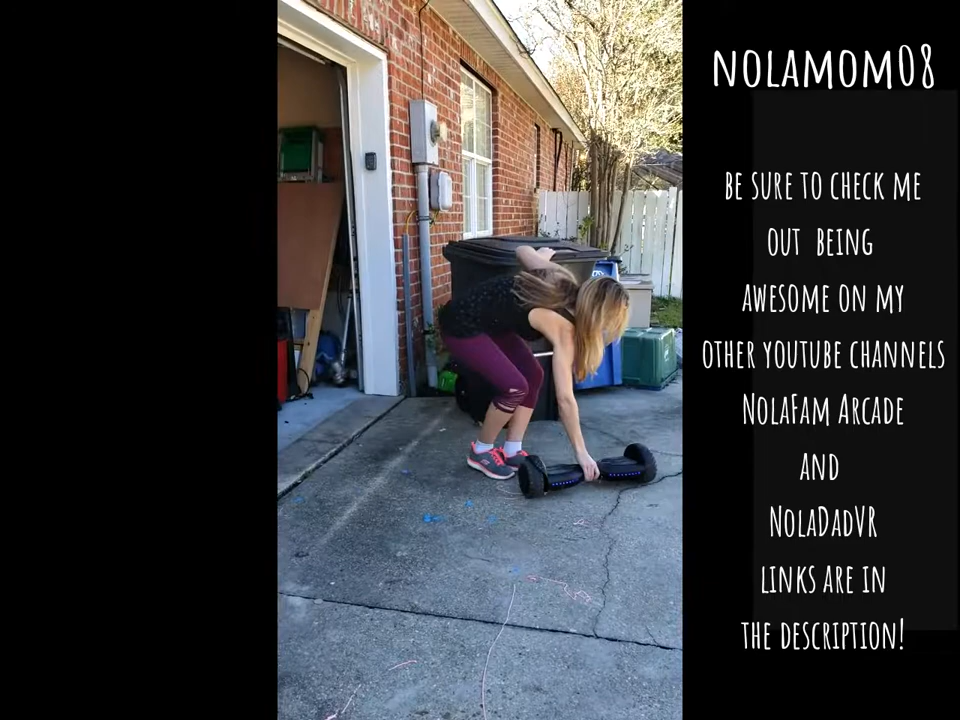 NOLAMOM08
BE SURE TO CHECK ME
OUT BEING
AWESOME ON MY
OTHER YOUTUBE CHANNELS
NOLAFAM ARCADE
AND
NOLADADVR
LINKS ARE IN
THE DESCRIPTION!